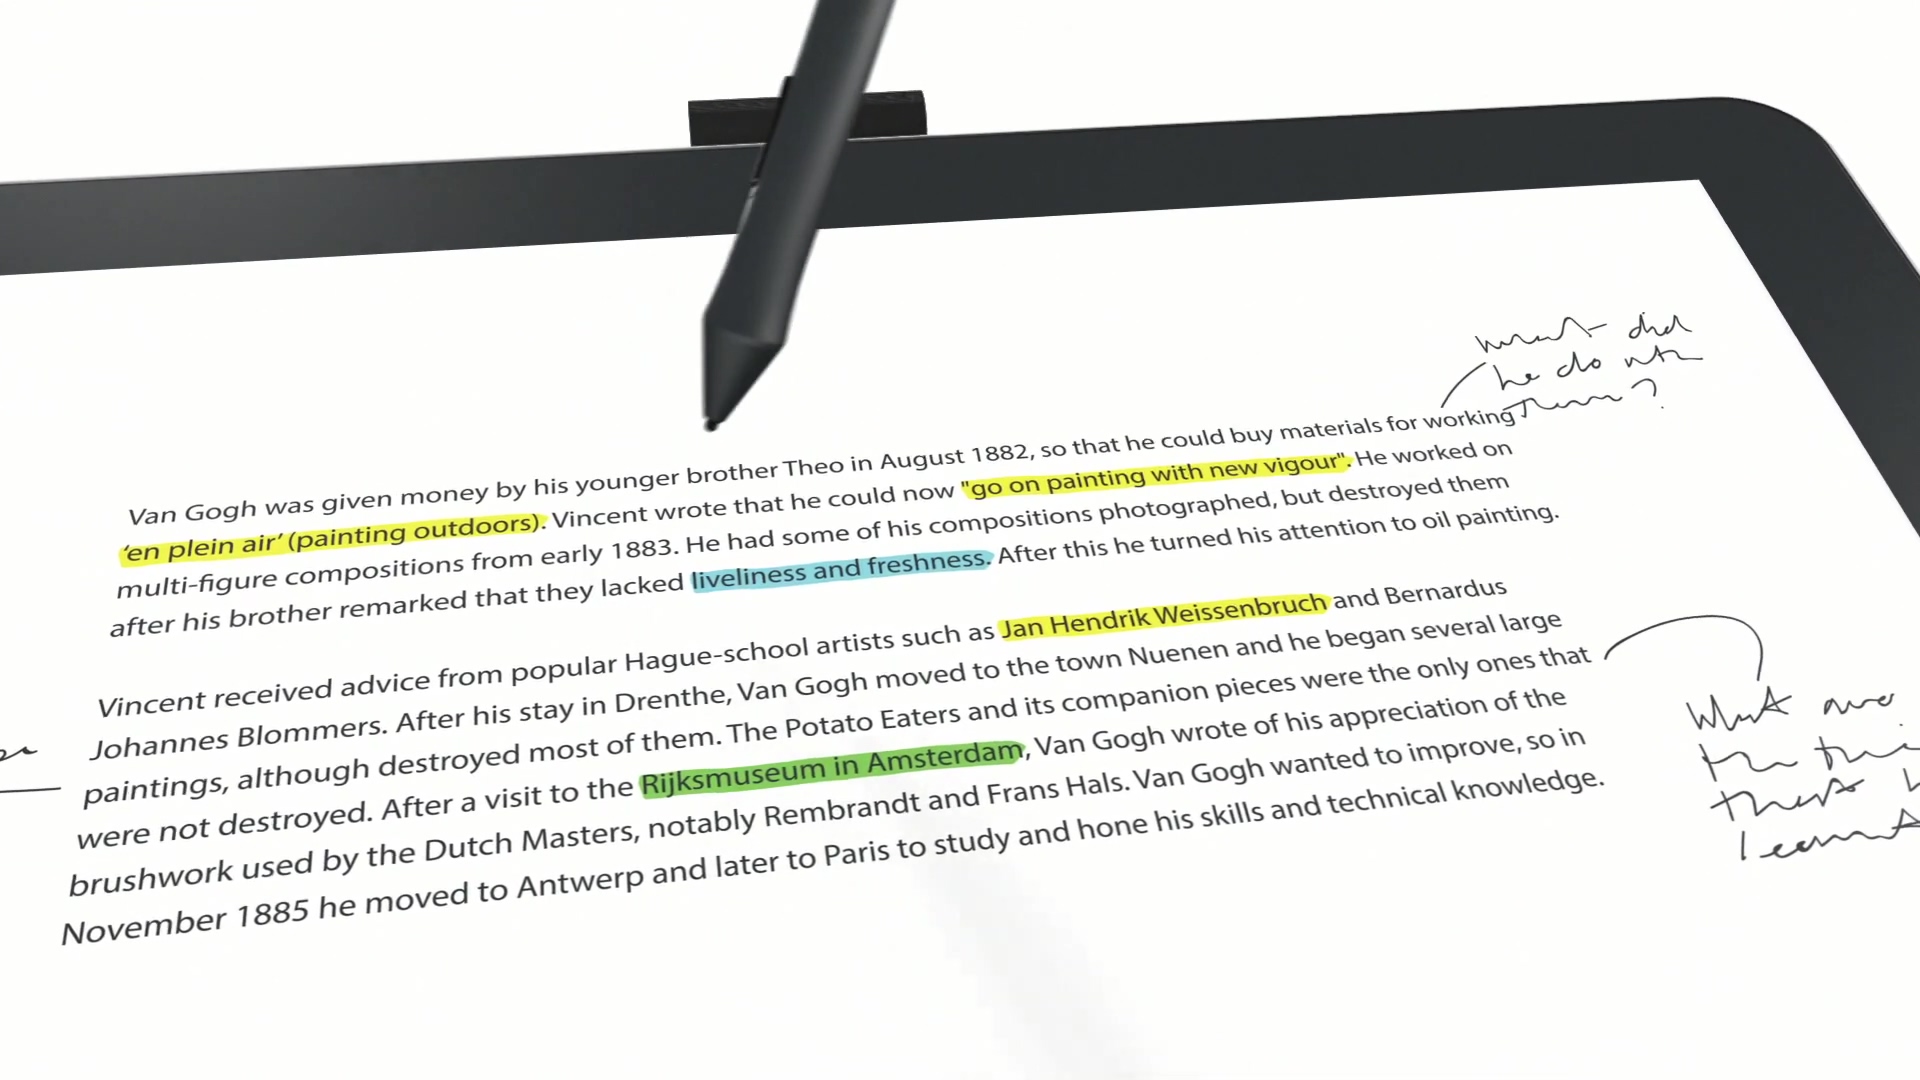 what did
he do with
them?
Van Gogh was given money by his younger brother Theo in August 1882, so that he could buy materials for working
‘en plein air’ (painting outdoors). Vincent wrote that he could now "go on painting with new vigour". He worked on
multi-figure compositions from early 1883. He had some of his compositions photographed, but destroyed them
after his brother remarked that they lacked liveliness and freshness. After this he turned his attention to oil painting.
Vincent received advice from popular Hague-school artists such as Jan Hendrik Weissenbruch and Bernardus
Johannes Blommers. After his stay in Drenthe, Van Gogh moved to the town Nuenen and he began several large
paintings, although destroyed most of them. The Potato Eaters and its companion pieces were the only ones that
were not destroyed. After a visit to the Rijksmuseum in Amsterdam, Van Gogh wrote of his appreciation of the
brushwork used by the Dutch Masters, notably Rembrandt and Frans Hals. Van Gogh wanted to improve, so in
November 1885 he moved to Antwerp and later to Paris to study and hone his skills and technical knowledge.
What are
the
that